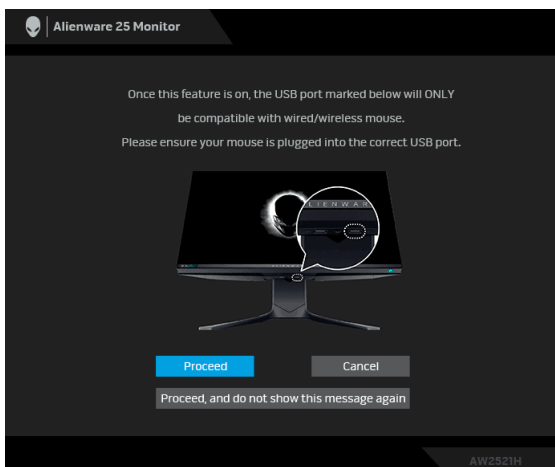 Alienware 25 Monitor
Once this feature is on, the USB port marked below will ONLY
be compatible with wired/wireless mouse.
Please ensure your mouse is plugged into the correct USB port.
LIENWAR
Proceed
Cancel
Proceed, and do not show this message again
AW2521H